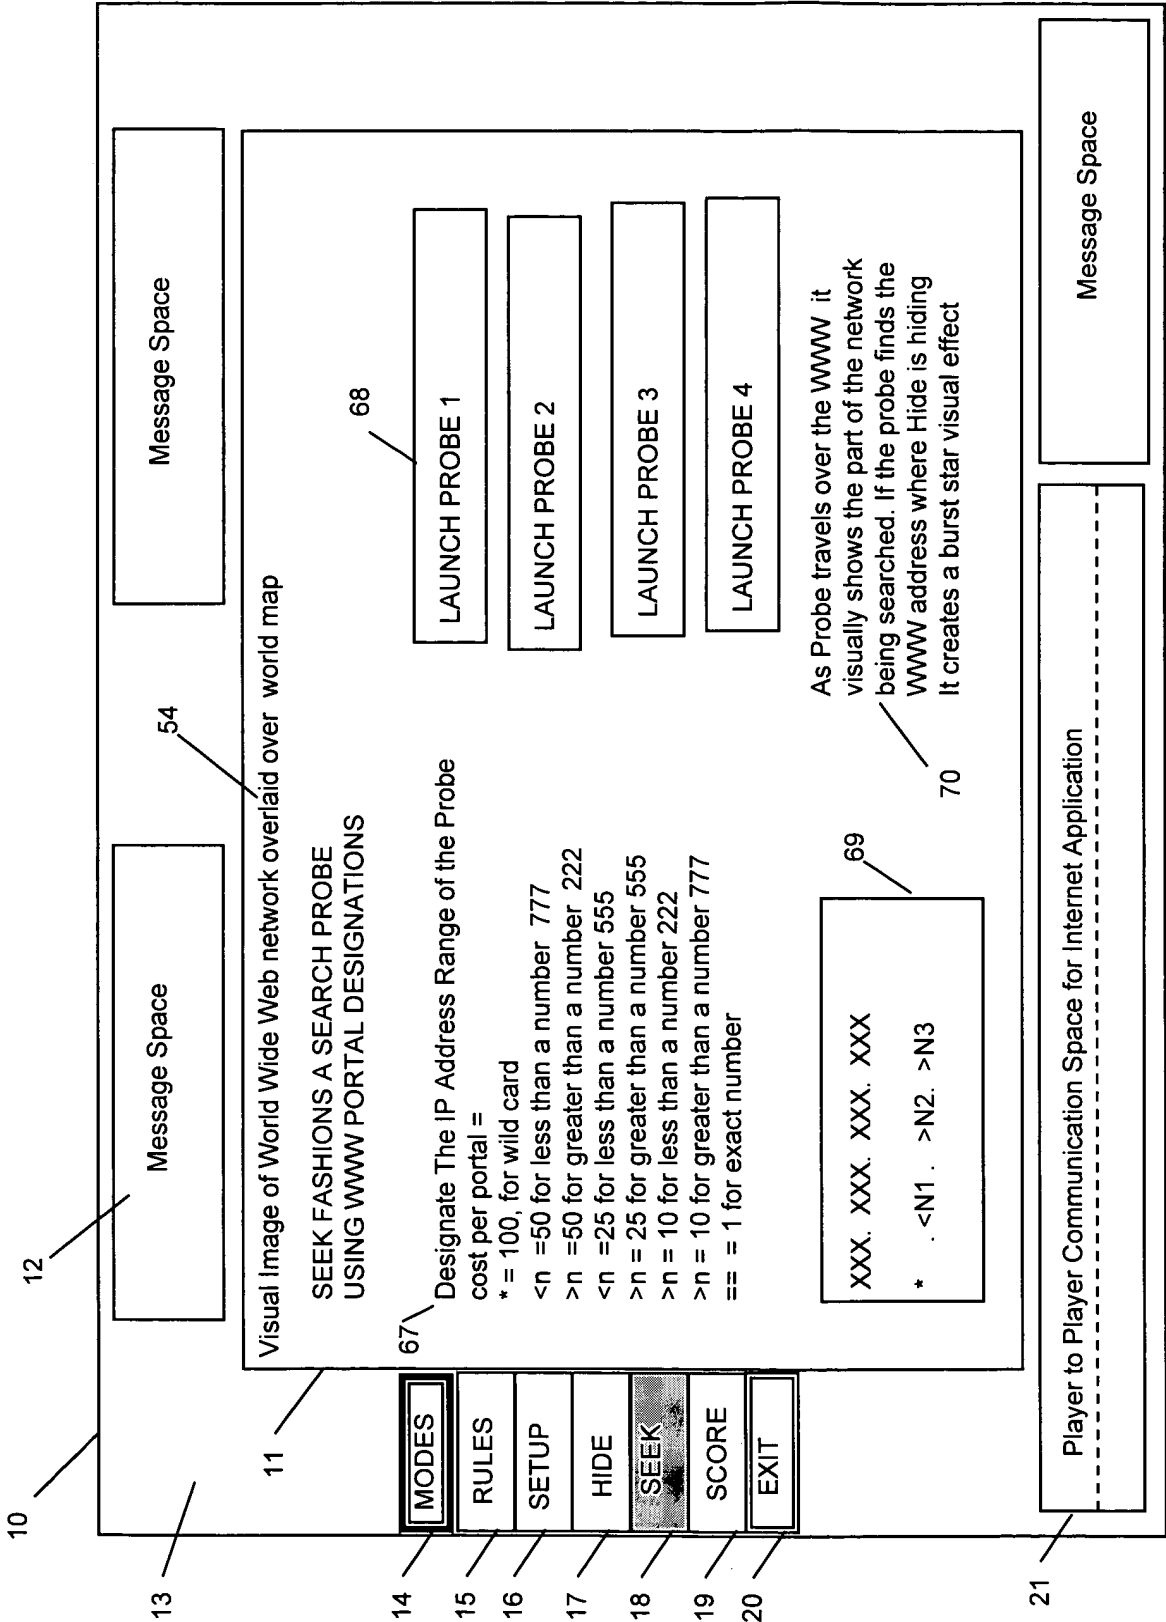 10
12
Message Space
Message Space
13
54
Visual Image of World Wide Web network overlaid over world map
11
SEEK FASHIONS A SEARCH PROBE
USING WWW PORTAL DESIGNATIONS
68
67
Designate The IP Address Range of the Probe
cost per portal =
* = 100, for wild card
<n =50 for less than a number 777
>n =50 for greater than a number 222
<n =25 for less than a number 555
>n = 25 for greater than a number 555
>n = 10 for less than a number 222
>n = 10 for greater than a number 777
== = 1 for exact number
LAUNCH PROBE 1
LAUNCH PROBE 2
LAUNCH PROBE 3
LAUNCH PROBE 4
14
MODES
15
RULES
16
SETUP
17
HIDE
18
SEEK
19
SCORE
20
EXIT
69
XXX. XXX. XXX. XXX. XXX
* . <N1 . >N2. >N3
70
As Probe travels over the WWW it
visually shows the part of the network
being searched. If the probe finds the
WWW address where Hide is hiding
It creates a burst star visual effect
21
Player to Player Communication Space for Internet Application
Message Space